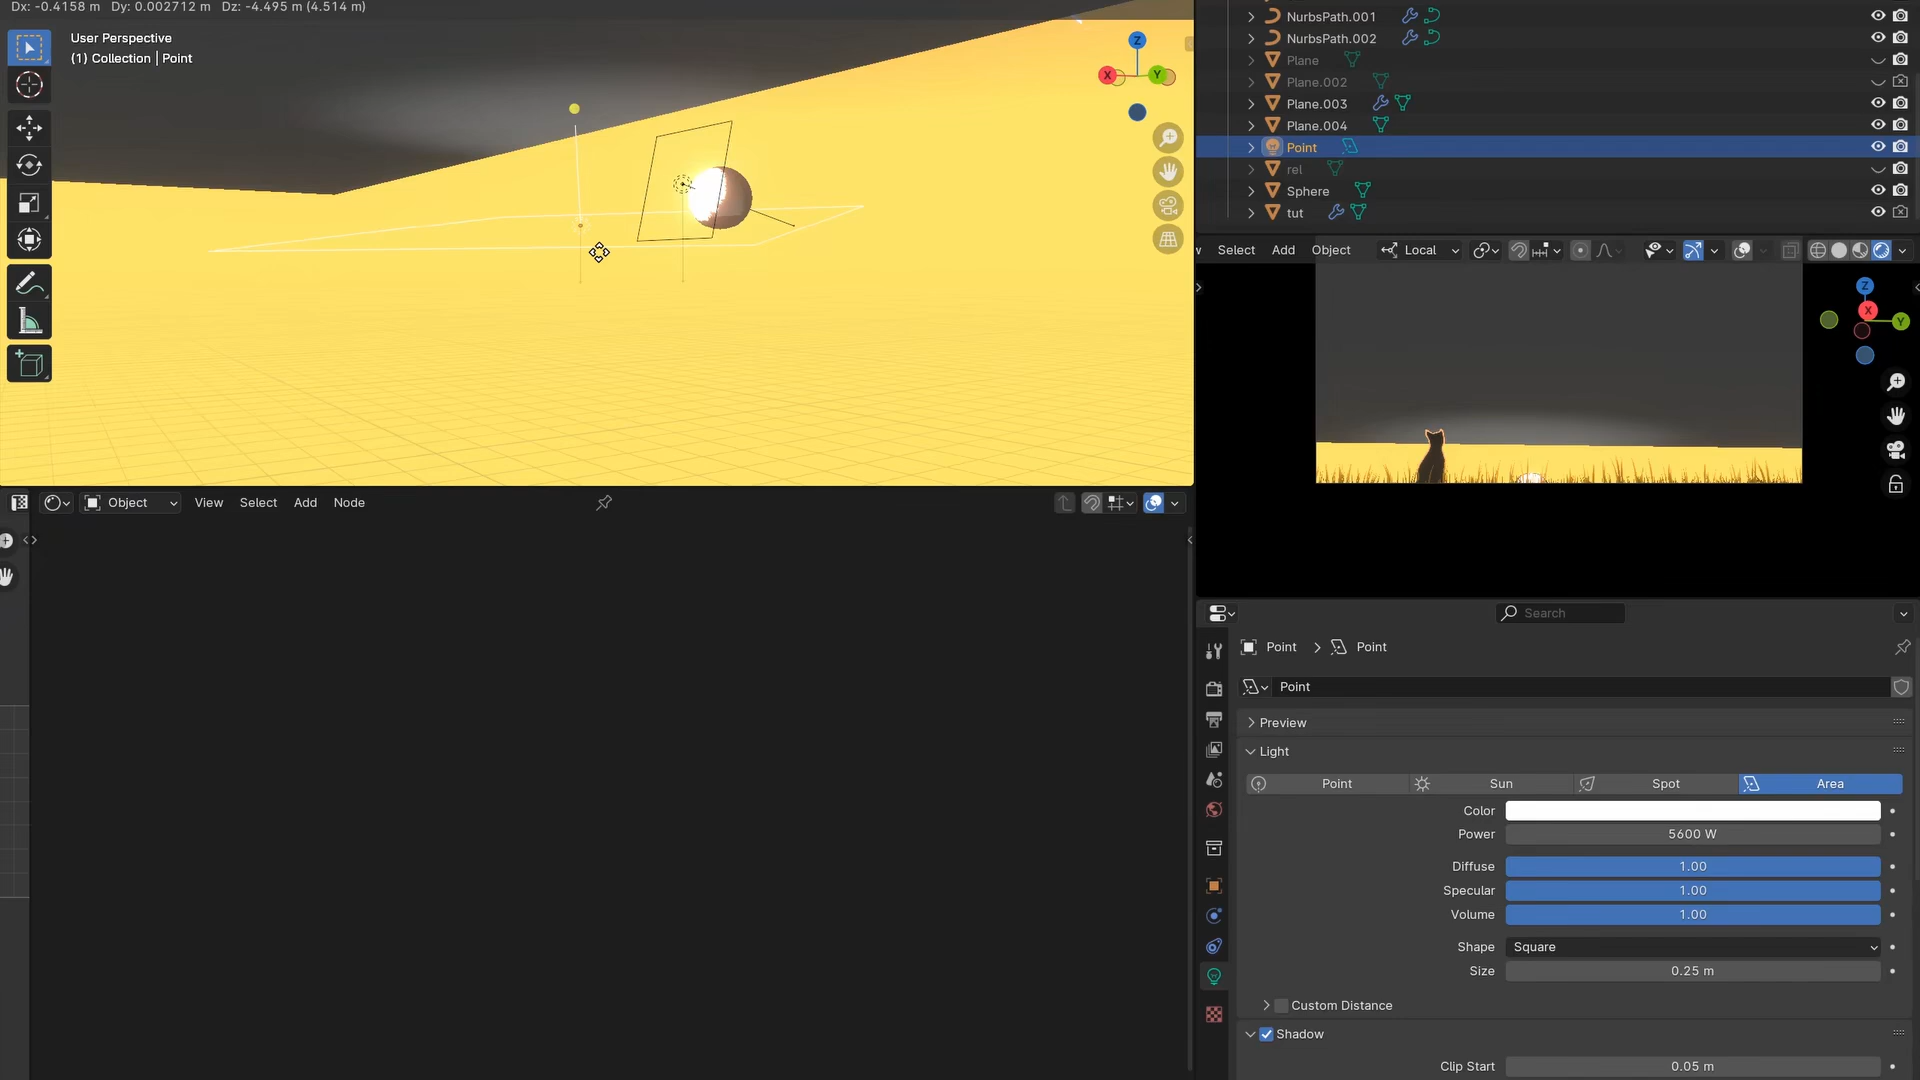 Dx: -0.4158 m   Dy: 0.002712 m   Dz: -4.495 m (4.514 m)
User Perspective
(1) Collection | Point
Z
X
Y
NurbsPath.001
NurbsPath.002
Plane
Plane.002
Plane.003
Plane.004
Point
rel
Sphere
tut
Select
Add
Object
Local
Z
X
Y
Object
View
Select
Add
Node
Search
Point
Point
Point
Preview
Light
Point
Sun
Spot
Area
Color
Power
5600 W
Diffuse
1.00
Specular
1.00
Volume
1.00
Shape
Square
Size
0.25 m
Custom Distance
Shadow
Clip Start
0.05 m